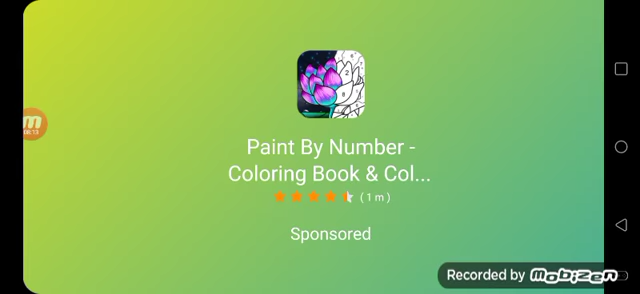 Paint By Number -
Coloring Book & Col...
( 1 m )
Sponsored
Recorded by Mobizen